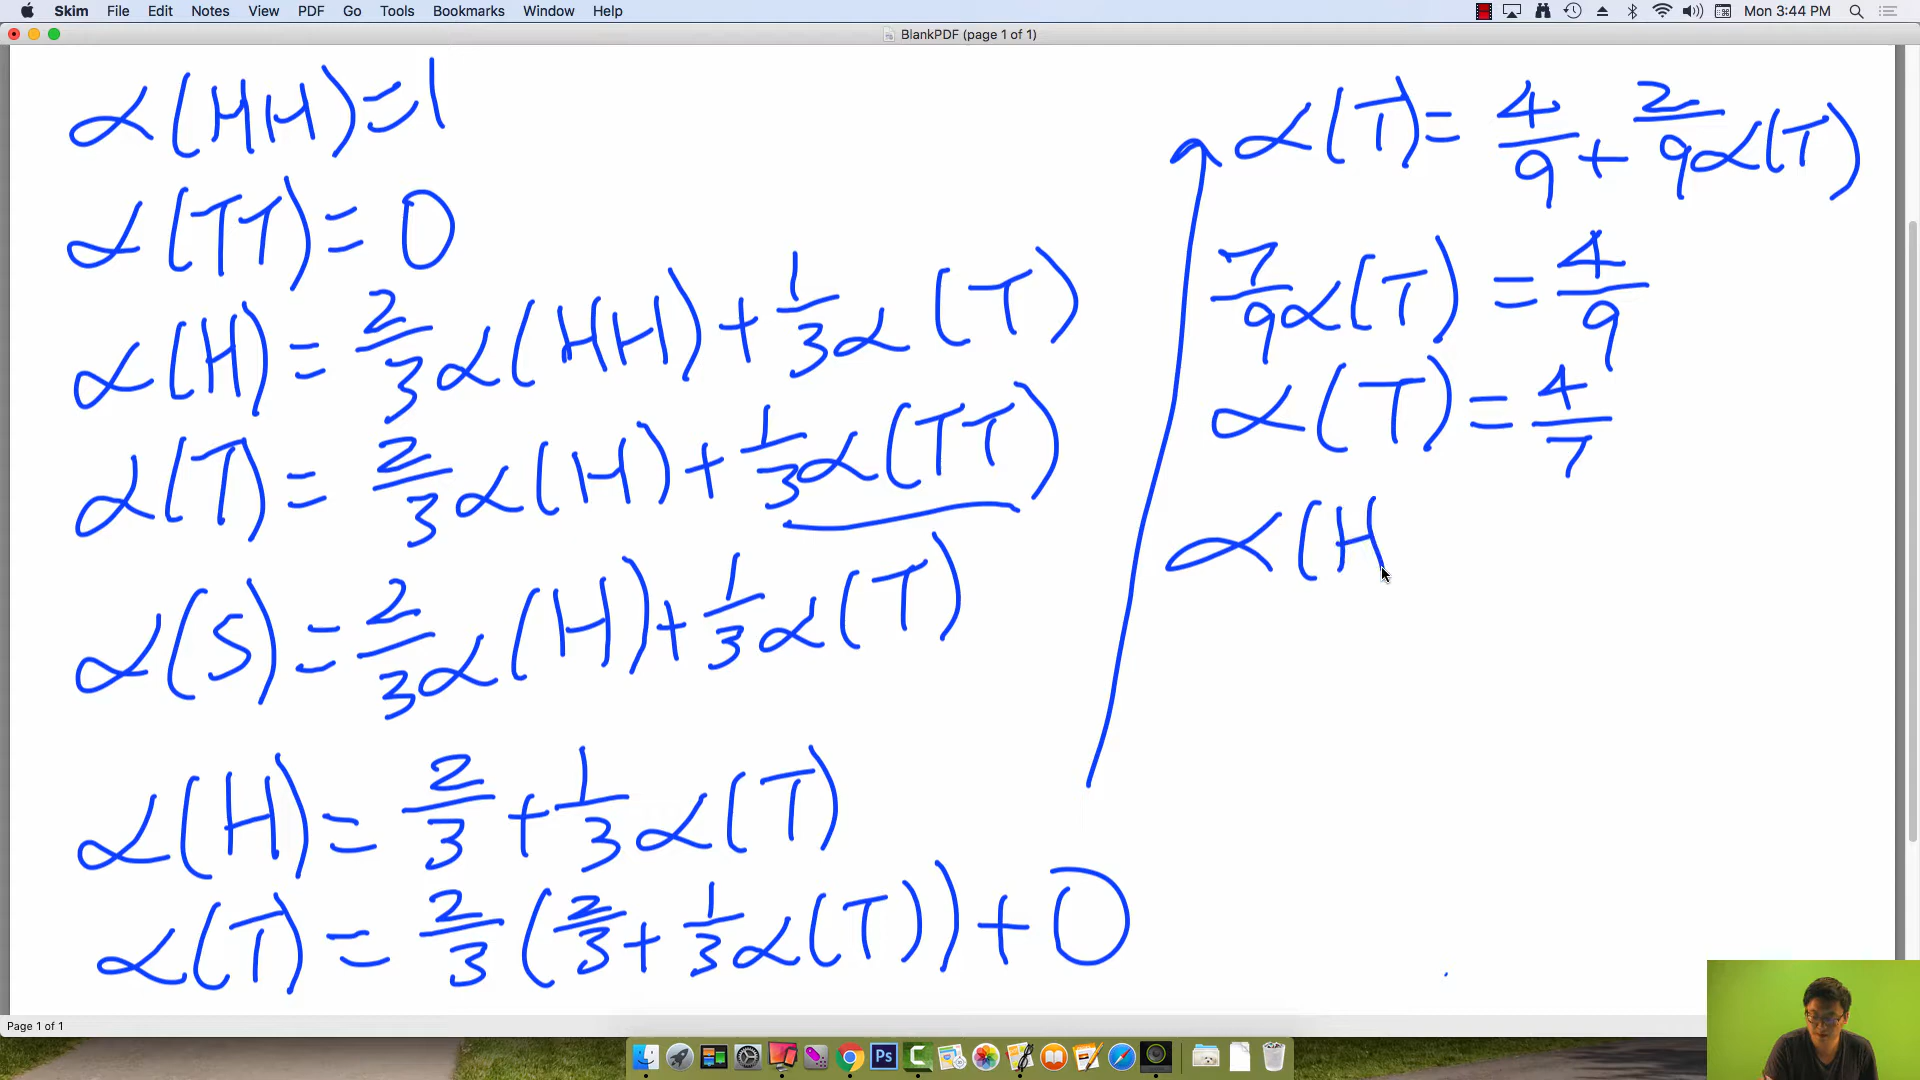 Skim File Edit Notes View PDF Go Tools Bookmarks Window Help Mon 3:44 PM
BlankPDF (page 1 of 1)
α(HH)=1
α(TT)=0
α(H)=2/3α(HH)+1/3α(T)
α(T)=2/3α(H)+1/3α(TT)
α(S)=2/3α(H)+1/3α(T)
α(H)=2/3+1/3α(T)
α(T)=2/3(2/3+1/3α(T))+0
α(T)=4/9+2/9α(T)
7/9α(T)=4/9
α(T)=4/7
α(H
Page 1 of 1
Ps